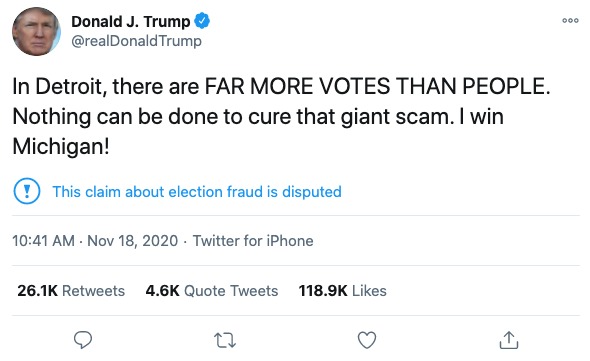 Donald J. Trump
@realDonaldTrump
In Detroit, there are FAR MORE VOTES THAN PEOPLE.
Nothing can be done to cure that giant scam. I win
Michigan!
This claim about election fraud is disputed
10:41 AM · Nov 18, 2020 · Twitter for iPhone
26.1K Retweets 4.6K Quote Tweets 118.9K Likes